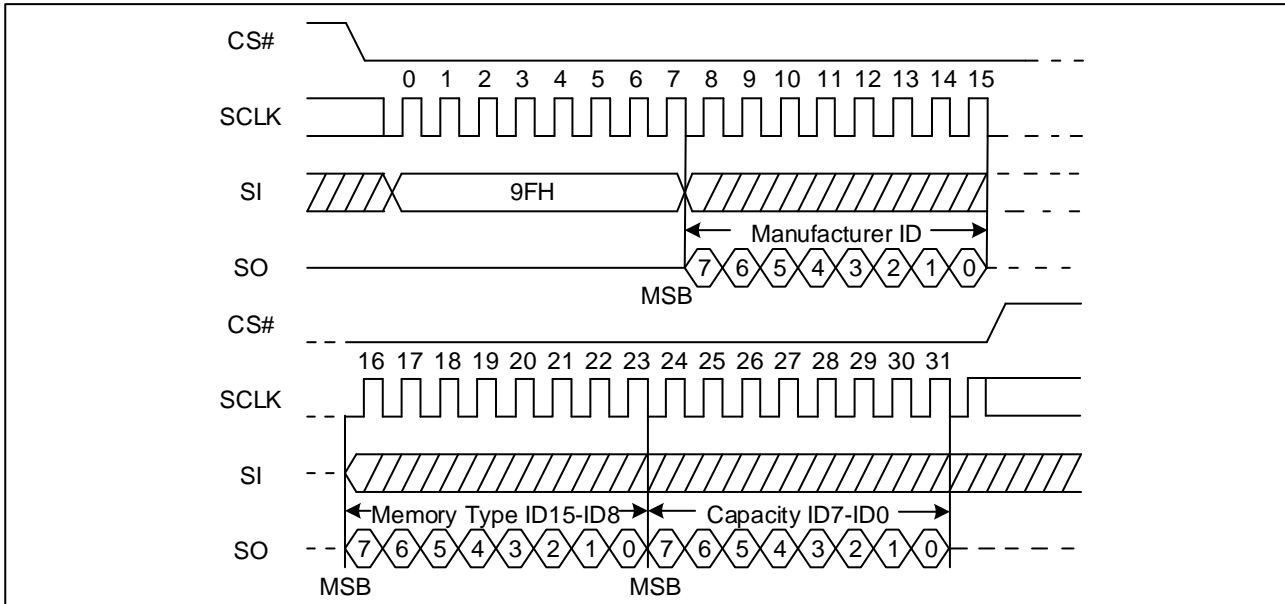 CS#
0 1 2 3 4 5 6 7 8 9 10 11 12 13 14 15
SCLK
SI 9FH
Manufacturer ID
SO 7 6 5 4 3 2 1 0
MSB
CS#
16 17 18 19 20 21 22 23 24 25 26 27 28 29 30 31
SCLK
SI
Memory Type ID15-ID8 Capacity ID7-ID0
SO 7 6 5 4 3 2 1 0 7 6 5 4 3 2 1 0
MSB MSB